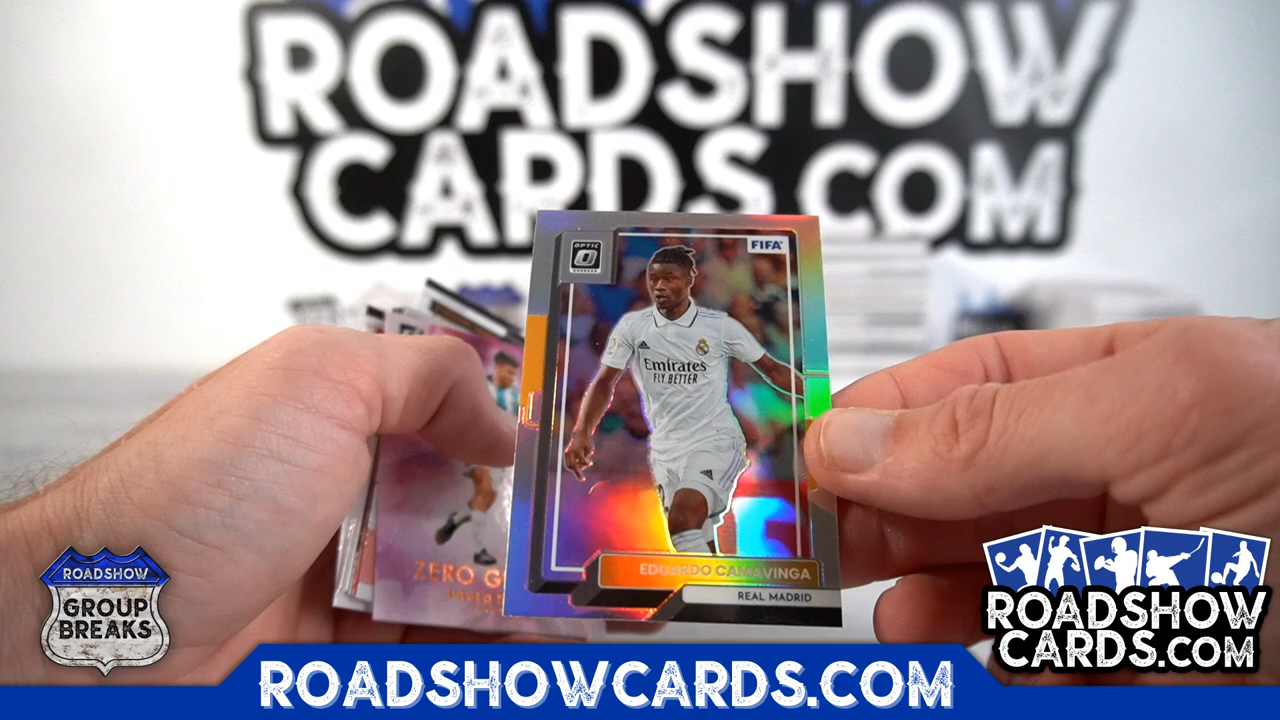 ROADSHOW
CARDS.COM
OPTIC
FIFA
Emirates
FLY BETTER
EDUARDO CAMAVINGA
REAL MADRID
ZERO G
ROADSHOW
GROUP
BREAKS
ROADSHOW
CARDS.COM
ROADSHOWCARDS.COM